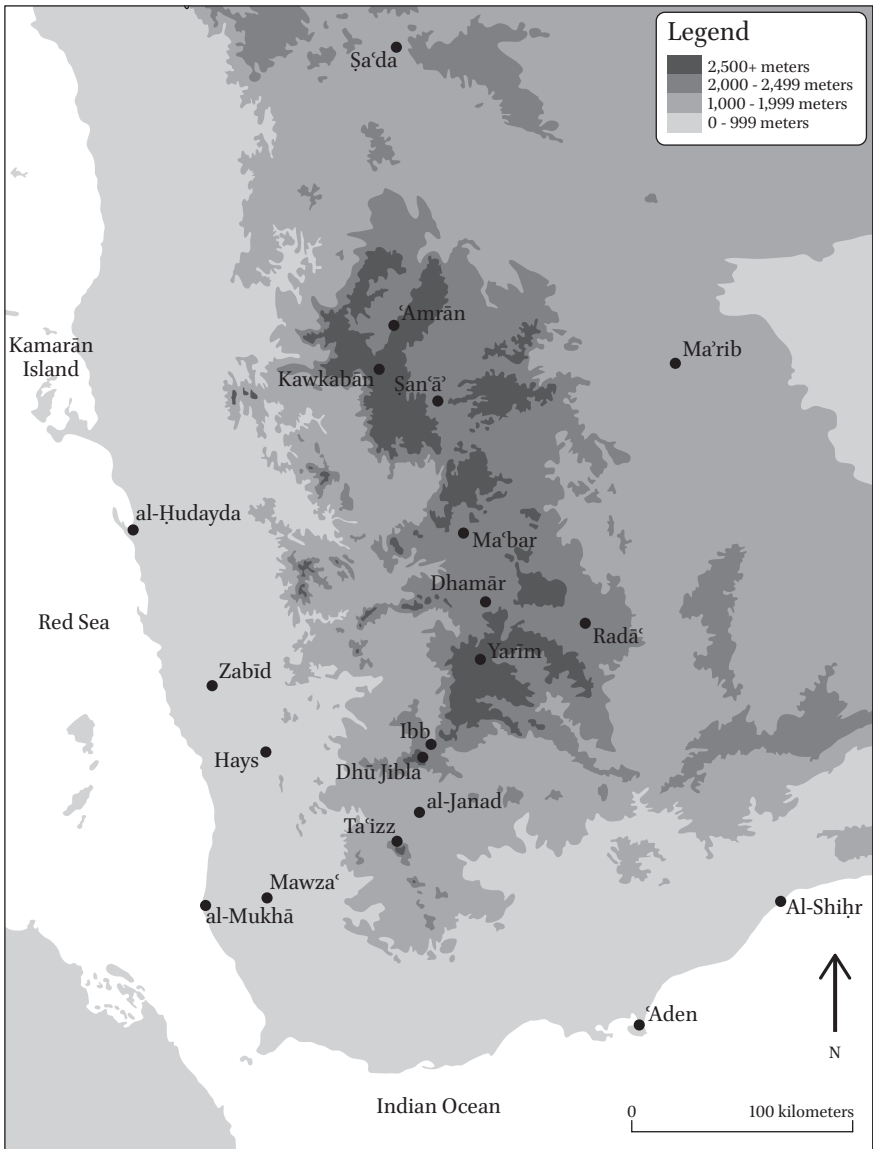 Legend
2,500+ meters
2,000 - 2,499 meters
1,000 - 1,999 meters
0 - 999 meters
Ṣaʿda
ʿAmrān
Kamarān
Island
Maʾrib
Kawkabān
Ṣanʿāʾ
al-Ḥudayda
Maʿbar
Dhamār
Red Sea
Radāʿ
Yarīm
Zabīd
Ibb
Hays
Dhū Jibla
al-Janad
Taʿizz
Mawzaʿ
al-Mukhā
Al-Shiḥr
ʿAden
N
Indian Ocean
0 100 kilometers